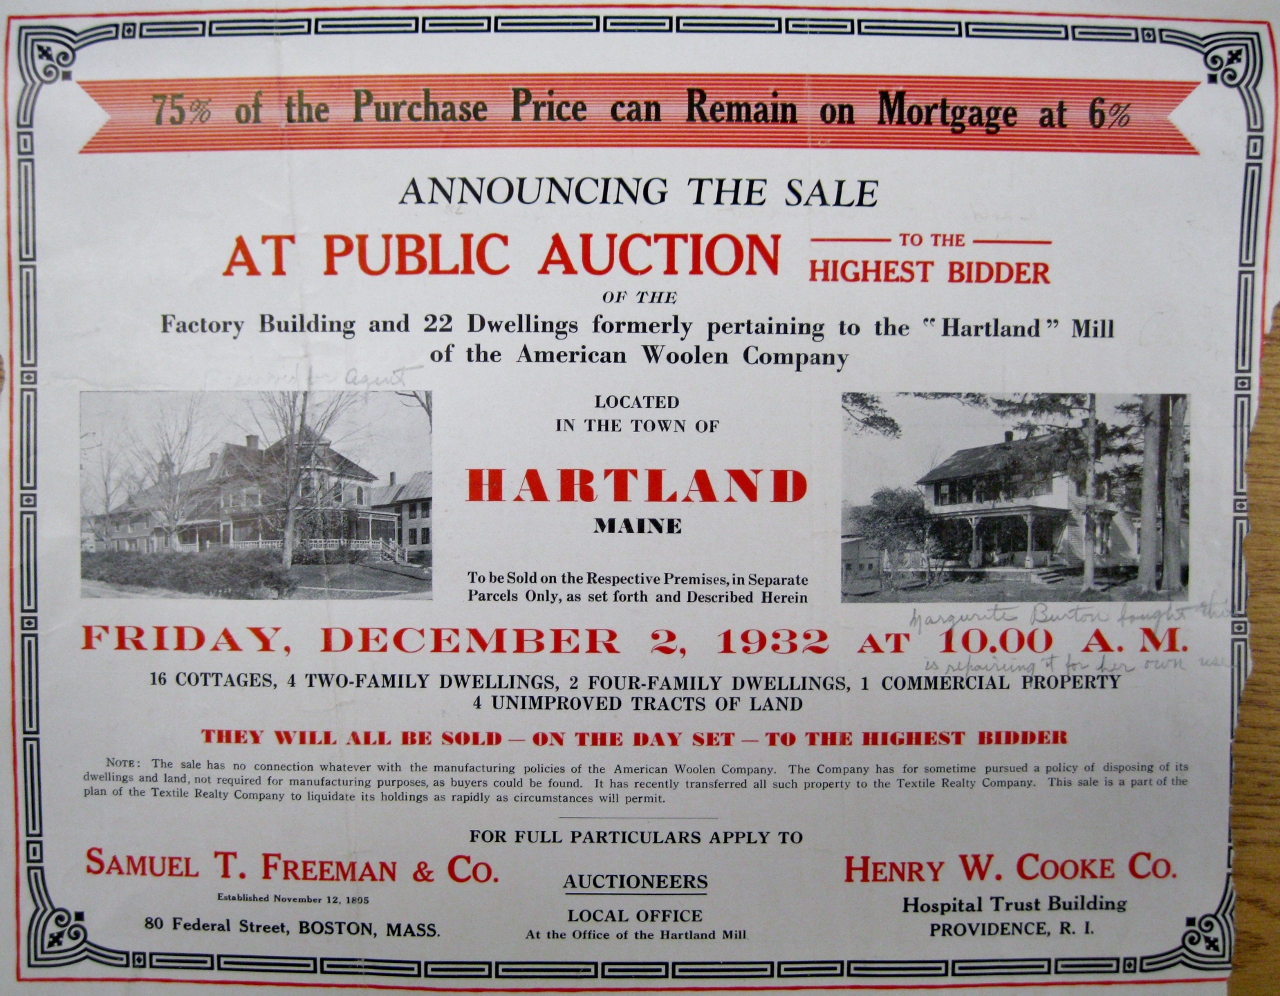 75% of the Purchase Price can Remain on Mortgage at 6%
ANNOUNCING THE SALE
AT PUBLIC AUCTION
TO THE
HIGHEST BIDDER
OF THE
Factory Building and 22 Dwellings formerly pertaining to the "Hartland" Mill
of the American Woolen Company
Agent
LOCATED
IN THE TOWN OF
HARTLAND
MAINE
To be Sold on the Respective Premises, in Separate
Parcels Only, as set forth and Described Herein
Margurite Burton bought this
FRIDAY, DECEMBER 2, 1932 AT 10.00 A. M.
is repairing it for her own use
16 COTTAGES, 4 TWO-FAMILY DWELLINGS, 2 FOUR-FAMILY DWELLINGS, 1 COMMERCIAL PROPERTY
4 UNIMPROVED TRACTS OF LAND
THEY WILL ALL BE SOLD — ON THE DAY SET — TO THE HIGHEST BIDDER
NOTE: The sale has no connection whatever with the manufacturing policies of the American Woolen Company. The Company has for sometime pursued a policy of disposing of its
dwellings and land, not required for manufacturing purposes, as buyers could be found. It has recently transferred all such property to the Textile Realty Company. This sale is a part of the
plan of the Textile Realty Company to liquidate its holdings as rapidly as circumstances will permit.
FOR FULL PARTICULARS APPLY TO
SAMUEL T. FREEMAN & CO.
Established November 12, 1805
80 Federal Street, BOSTON, MASS.
AUCTIONEERS
LOCAL OFFICE
At the Office of the Hartland Mill
HENRY W. COOKE CO.
Hospital Trust Building
PROVIDENCE, R. I.